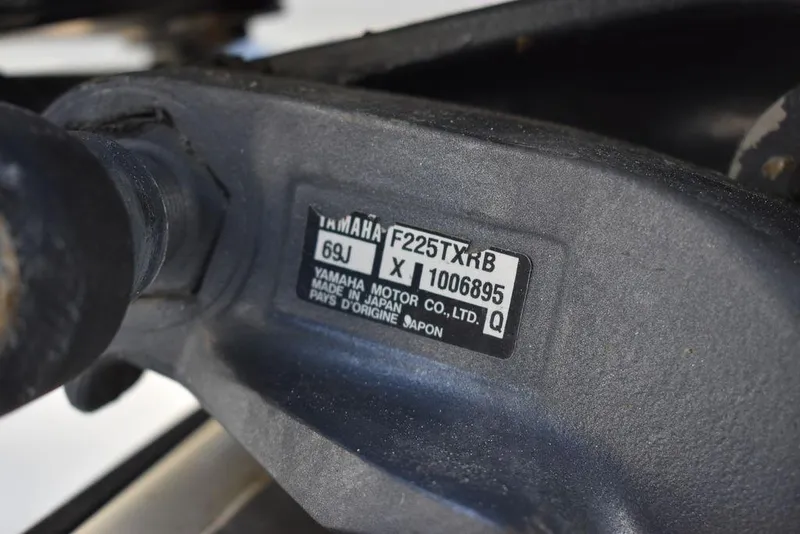 YAMAHA F225TXRB
69J X 1006895
YAMAHA MOTOR CO., LTD. Q
MADE IN JAPAN
PAYS D'ORIGINE JAPON